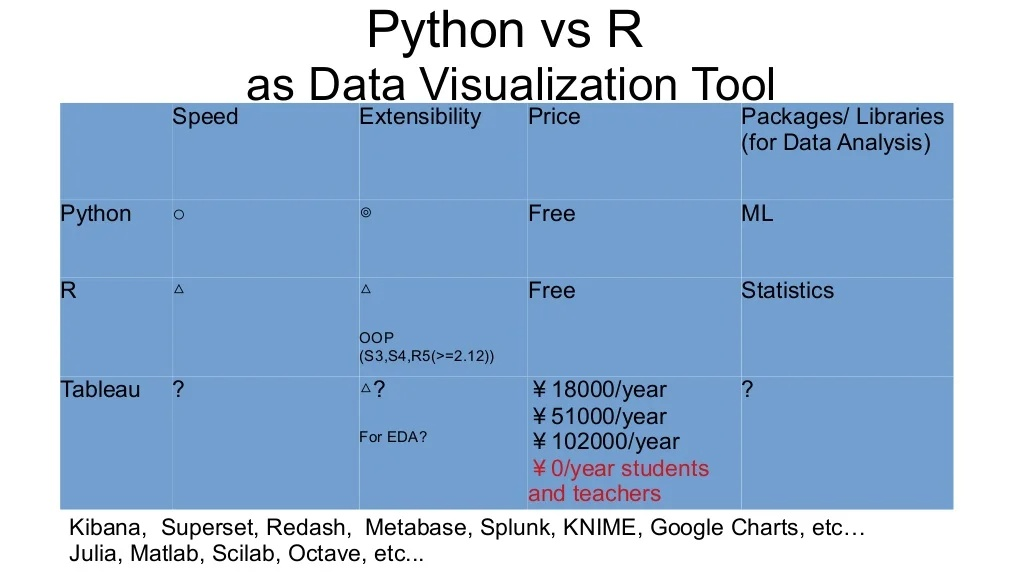 Python vs R
as Data Visualization Tool
Speed Extensibility Price Packages/ Libraries
(for Data Analysis)
Python ○ ◎ Free ML
R △ △ Free Statistics
OOP
(S3,S4,R5(>=2.12))
Tableau ? △? ¥18000/year ?
¥51000/year
For EDA?
¥102000/year
¥0/year students
and teachers
Kibana, Superset, Redash, Metabase, Splunk, KNIME, Google Charts, etc…
Julia, Matlab, Scilab, Octave, etc...